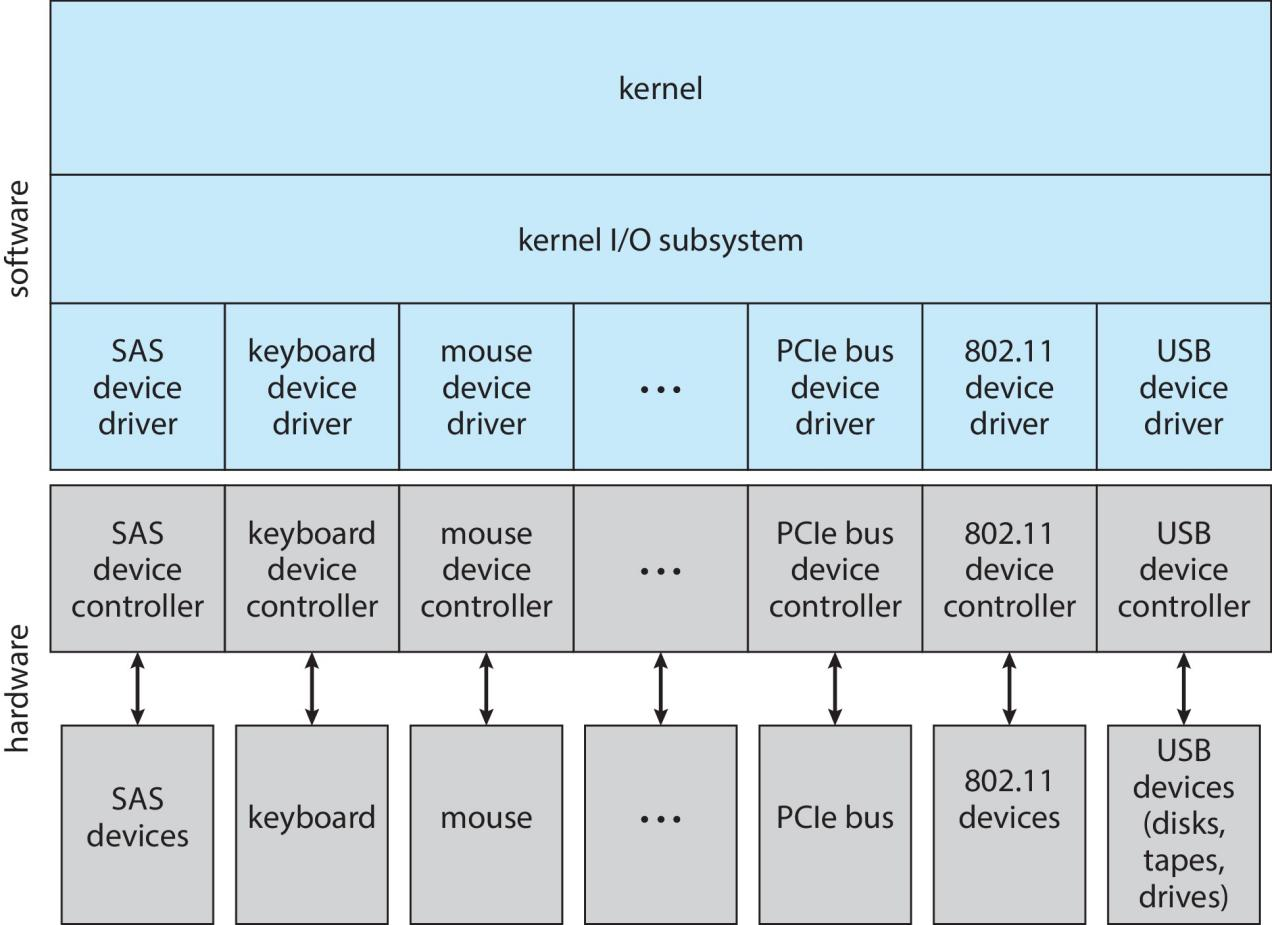 software
kernel
kernel I/O subsystem
SAS
device
driver
keyboard
device
driver
mouse
device
driver
...
PCIe bus
device
driver
802.11
device
driver
USB
device
driver
hardware
SAS
device
controller
keyboard
device
controller
mouse
device
controller
...
PCIe bus
device
controller
802.11
device
controller
USB
device
controller
SAS
devices
keyboard
mouse
...
PCIe bus
802.11
devices
USB
devices
(disks,
tapes,
drives)